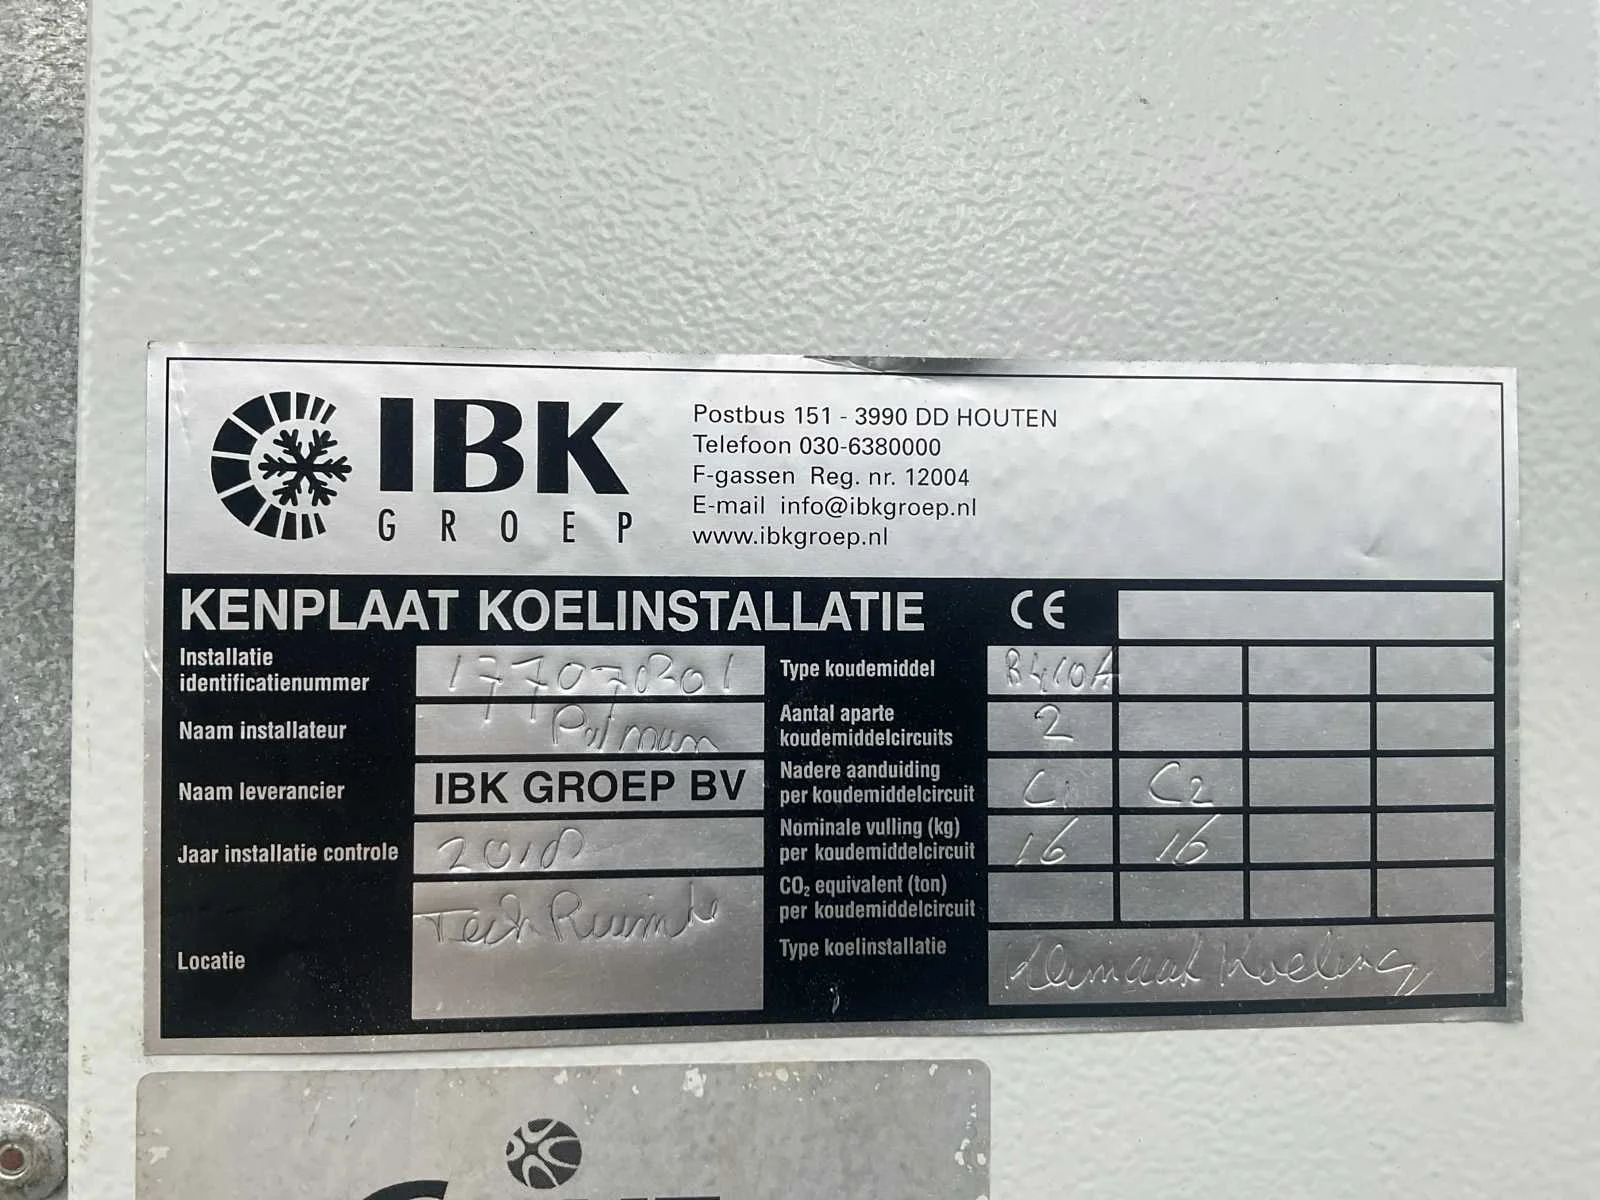 IBK
GROEP
Postbus 151 - 3990 DD HOUTEN
Telefoon 030-6380000
F-gassen Reg. nr. 12004
E-mail info@ibkgroep.nl
www.ibkgroep.nl
KENPLAAT KOELINSTALLATIE CE
Installatie
identificatienummer
Naam installateur
Naam leverancier IBK GROEP BV
Jaar installatie controle 2018
Locatie Tech Ruimte
Type koudemiddel R410A
Aantal aparte
koudemiddelcircuits 2
Nadere aanduiding
per koudemiddelcircuit C1 C2
Nominale vulling (kg)
per koudemiddelcircuit 16 16
CO₂ equivalent (ton)
per koudemiddelcircuit
Type koelinstallatie Klimaat Koeling